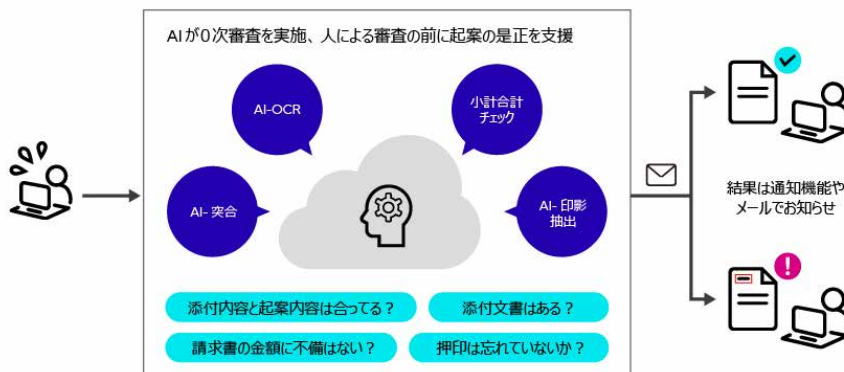 AIが0次審査を実施、人による審査の前に起案の是正を支援
AI-OCR
小計合計
チェック
AI- 突合
AI- 印影
抽出
結果は通知機能や
メールでお知らせ
添付内容と起案内容は合ってる？
添付文書はある？
請求書の金額に不備はない？
押印は忘れていないか？